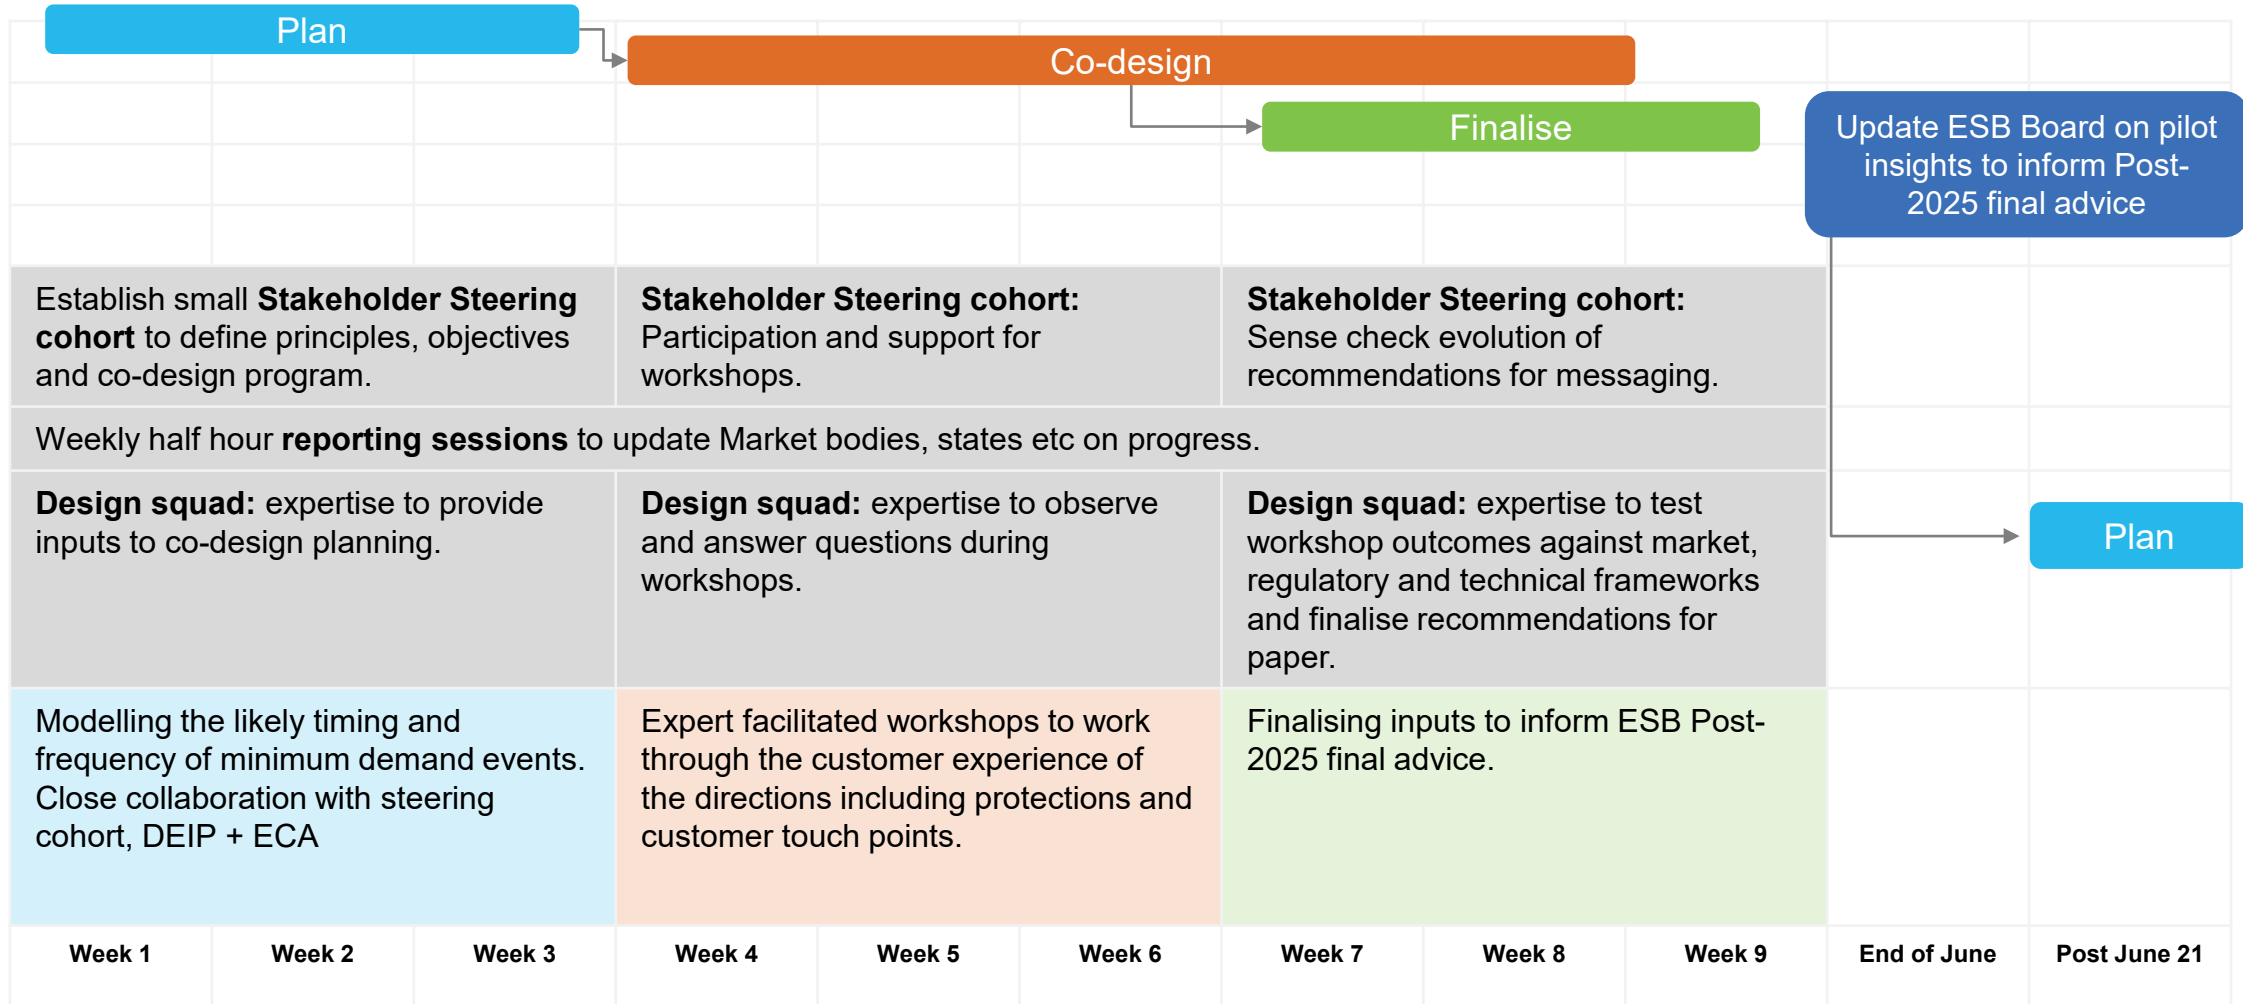 Plan
Co-design
Finalise
Update ESB Board on pilot
insights to inform Post-
2025 final advice
Establish small Stakeholder Steering
cohort to define principles, objectives
and co-design program.
Stakeholder Steering cohort:
Participation and support for
workshops.
Stakeholder Steering cohort:
Sense check evolution of
recommendations for messaging.
Weekly half hour reporting sessions to update Market bodies, states etc on progress.
Design squad: expertise to provide
inputs to co-design planning.
Design squad: expertise to observe
and answer questions during
workshops.
Design squad: expertise to test
workshop outcomes against market,
regulatory and technical frameworks
and finalise recommendations for
paper.
Plan
Modelling the likely timing and
frequency of minimum demand events.
Close collaboration with steering
cohort, DEIP + ECA
Expert facilitated workshops to work
through the customer experience of
the directions including protections and
customer touch points.
Finalising inputs to inform ESB Post-
2025 final advice.
Week 1
Week 2
Week 3
Week 4
Week 5
Week 6
Week 7
Week 8
Week 9
End of June
Post June 21